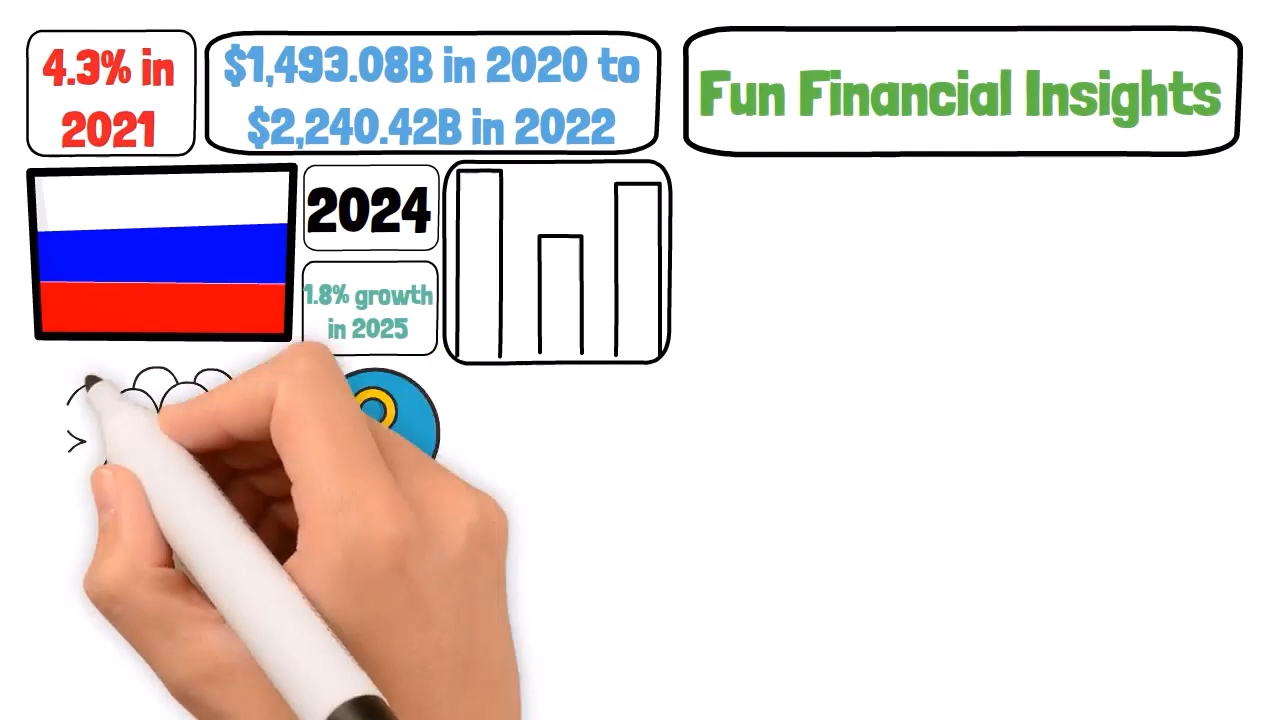 4.3% in
2021
$1,493.08B in 2020 to
$2,240.42B in 2022
Fun Financial Insights
2024
1.8% growth
in 2025